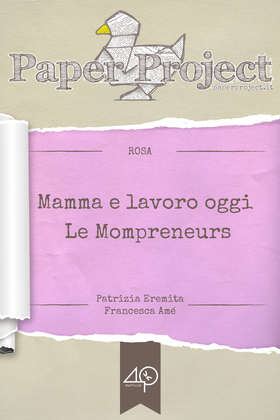 Paper Project
paperproject.it
ROSA
Mamma e lavoro oggi
Le Mompreneurs
Patrizia Eremita
Francesca Amé